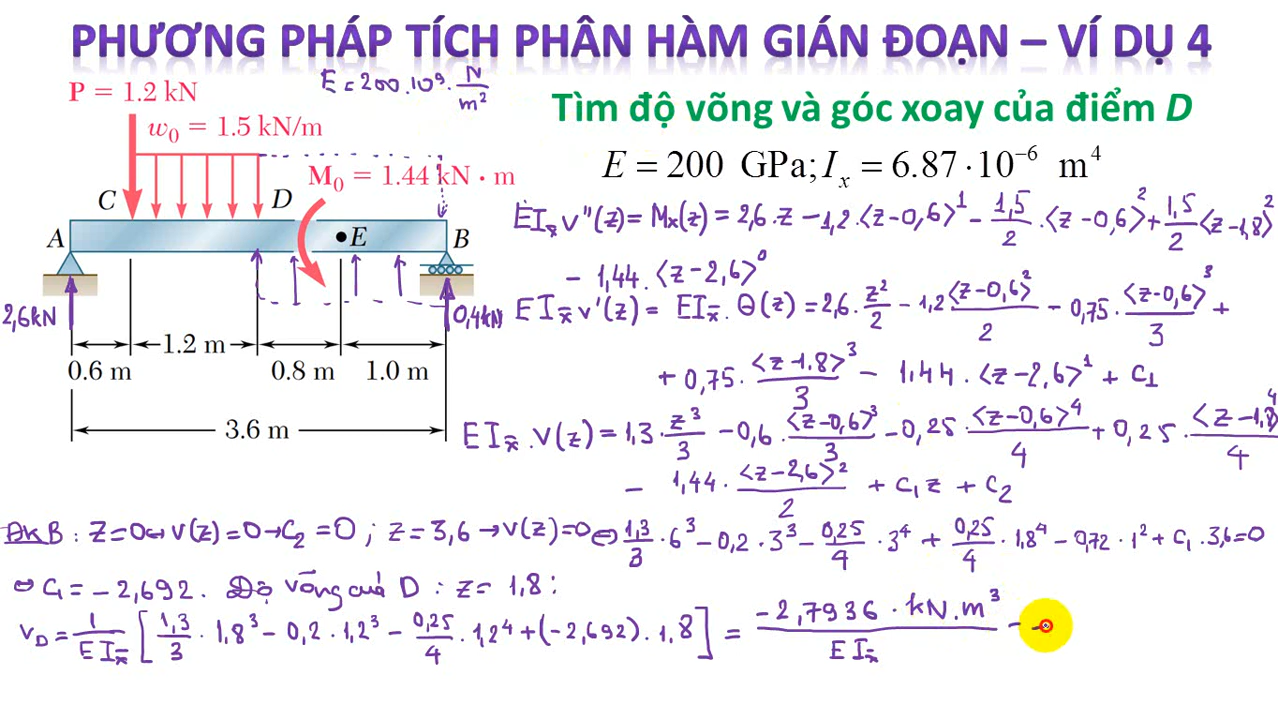 PHƯƠNG PHÁP TÍCH PHÂN HÀM GIÁN ĐOẠN – VÍ DỤ 4
E = 200.10⁹. N/m²
P = 1.2 kN
w₀ = 1.5 kN/m
M₀ = 1.44 kN · m
C
D
A
E
B
2,6kN
0,4kN
0.6 m
1.2 m
0.8 m
1.0 m
3.6 m
Tìm độ võng và góc xoay của điểm D
E = 200 GPa; Iₓ = 6.87·10⁻⁶ m⁴
EIₓ v''(z) = Mₓ(z) = 2,6.z − 1,2.<z−0,6>¹ − 1,5/2 .<z−0,6>² + 1,5/2 <z−1,8>²
− 1,44.<z−2,6>⁰
EIₓ v'(z) = EIₓ. θ(z) = 2,6. z²/2 − 1,2 <z−0,6>²/2 − 0,75. <z−0,6>³/3 +
+ 0,75. <z−1.8>³/3 − 1,44.<z−2,6>¹ + C₁
EIₓ.v(z) = 1,3. z³/3 − 0,6. <z−0,6>³/3 − 0,25. <z−0,6>⁴/4 + 0,25. <z−1,8>⁴/4
− 1,44. <z−2,6>²/2 + C₁z + C₂
ĐKB : z=0 ↔ v(z)=0 → C₂=0 ; z=3,6 → v(z)=0 ⇔ 1,3/3 . 6³ − 0,2.3³ − 0,25/4 .3⁴ + 0,25/4 . 1,8⁴ − 0,72.1² + C₁.3,6=0
⇔ C₁ = −2,692. Độ võng của D : z = 1,8 :
v_D = 1/EIₓ [ 1,3/3 . 1,8³ − 0,2.1,2³ − 0,25/4 .1,2⁴ + (−2,692).1,8 ] = −2,7936.kN.m³/EIₓ =